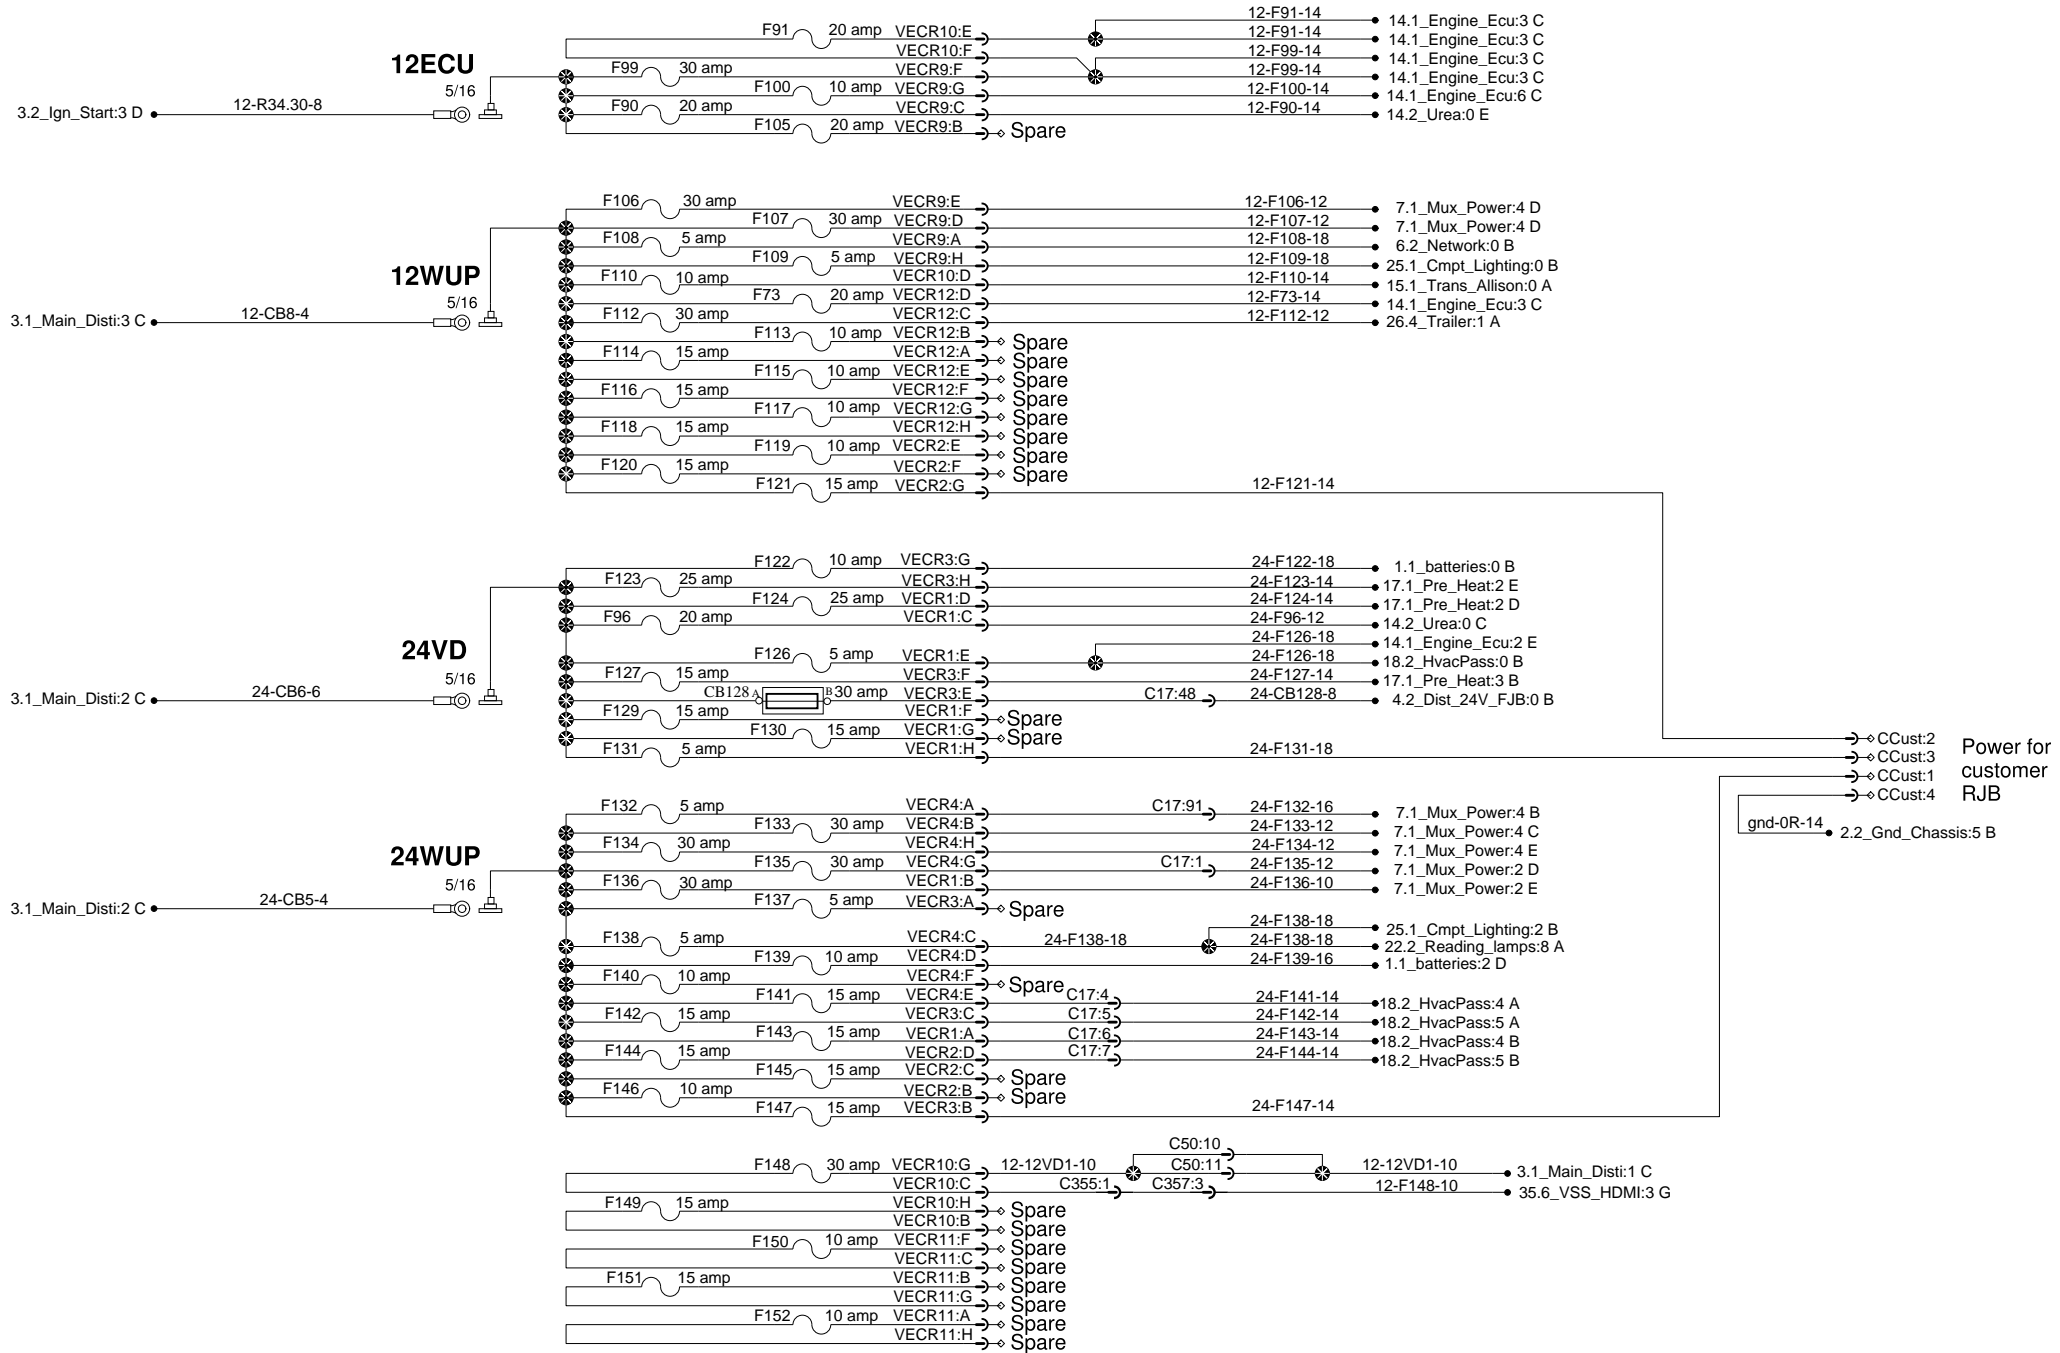 12ECU
5/16
3.2_Ign_Start:3 D 12-R34.30-8
F91 20 amp VECR10:E 12-F91-14 14.1_Engine_Ecu:3 C
12-F91-14 14.1_Engine_Ecu:3 C
VECR10:F 12-F99-14 14.1_Engine_Ecu:3 C
F99 30 amp VECR9:F 12-F99-14 14.1_Engine_Ecu:3 C
F100 10 amp VECR9:G 12-F100-14 14.1_Engine_Ecu:6 C
F90 20 amp VECR9:C 12-F90-14 14.2_Urea:0 E
F105 20 amp VECR9:B Spare
12WUP
5/16
3.1_Main_Disti:3 C 12-CB8-4
F106 30 amp VECR9:E 12-F106-12 7.1_Mux_Power:4 D
F107 30 amp VECR9:D 12-F107-12 7.1_Mux_Power:4 D
F108 5 amp VECR9:A 12-F108-18 6.2_Network:0 B
F109 5 amp VECR9:H 12-F109-18 25.1_Cmpt_Lighting:0 B
F110 10 amp VECR10:D 12-F110-14 15.1_Trans_Allison:0 A
F73 20 amp VECR12:D 12-F73-14 14.1_Engine_Ecu:3 C
F112 30 amp VECR12:C 12-F112-12 26.4_Trailer:1 A
F113 10 amp VECR12:B Spare
F114 15 amp VECR12:A Spare
F115 10 amp VECR12:E Spare
F116 15 amp VECR12:F Spare
F117 10 amp VECR12:G Spare
F118 15 amp VECR12:H Spare
F119 10 amp VECR2:E Spare
F120 15 amp VECR2:F Spare
F121 15 amp VECR2:G 12-F121-14
24VD
5/16
3.1_Main_Disti:2 C 24-CB6-6
F122 10 amp VECR3:G 24-F122-18 1.1_batteries:0 B
F123 25 amp VECR3:H 24-F123-14 17.1_Pre_Heat:2 E
F124 25 amp VECR1:D 24-F124-14 17.1_Pre_Heat:2 D
F96 20 amp VECR1:C 24-F96-12 14.2_Urea:0 C
24-F126-18 14.1_Engine_Ecu:2 E
F126 5 amp VECR1:E 24-F126-18 18.2_HvacPass:0 B
F127 15 amp VECR3:F 24-F127-14 17.1_Pre_Heat:3 B
CB128 A B 30 amp VECR3:E C17:48 24-CB128-8 4.2_Dist_24V_FJB:0 B
F129 15 amp VECR1:F Spare
F130 15 amp VECR1:G Spare
F131 5 amp VECR1:H 24-F131-18
CCust:2
CCust:3
CCust:1
CCust:4
Power for
customer
RJB
gnd-0R-14 2.2_Gnd_Chassis:5 B
24WUP
5/16
3.1_Main_Disti:2 C 24-CB5-4
F132 5 amp VECR4:A C17:91 24-F132-16 7.1_Mux_Power:4 B
F133 30 amp VECR4:B 24-F133-12 7.1_Mux_Power:4 C
F134 30 amp VECR4:H 24-F134-12 7.1_Mux_Power:4 E
F135 30 amp VECR4:G C17:1 24-F135-12 7.1_Mux_Power:2 D
F136 30 amp VECR1:B 24-F136-10 7.1_Mux_Power:2 E
F137 5 amp VECR3:A Spare
24-F138-18 25.1_Cmpt_Lighting:2 B
F138 5 amp VECR4:C 24-F138-18 24-F138-18 22.2_Reading_lamps:8 A
F139 10 amp VECR4:D 24-F139-16 1.1_batteries:2 D
F140 10 amp VECR4:F Spare
F141 15 amp VECR4:E C17:4 24-F141-14 18.2_HvacPass:4 A
F142 15 amp VECR3:C C17:5 24-F142-14 18.2_HvacPass:5 A
F143 15 amp VECR1:A C17:6 24-F143-14 18.2_HvacPass:4 B
F144 15 amp VECR2:D C17:7 24-F144-14 18.2_HvacPass:5 B
F145 15 amp VECR2:C Spare
F146 10 amp VECR2:B Spare
F147 15 amp VECR3:B 24-F147-14
C50:10
F148 30 amp VECR10:G 12-12VD1-10 C50:11 12-12VD1-10 3.1_Main_Disti:1 C
VECR10:C C355:1 C357:3 12-F148-10 35.6_VSS_HDMI:3 G
F149 15 amp VECR10:H Spare
VECR10:B Spare
F150 10 amp VECR11:F Spare
VECR11:C Spare
F151 15 amp VECR11:B Spare
VECR11:G Spare
F152 10 amp VECR11:A Spare
VECR11:H Spare